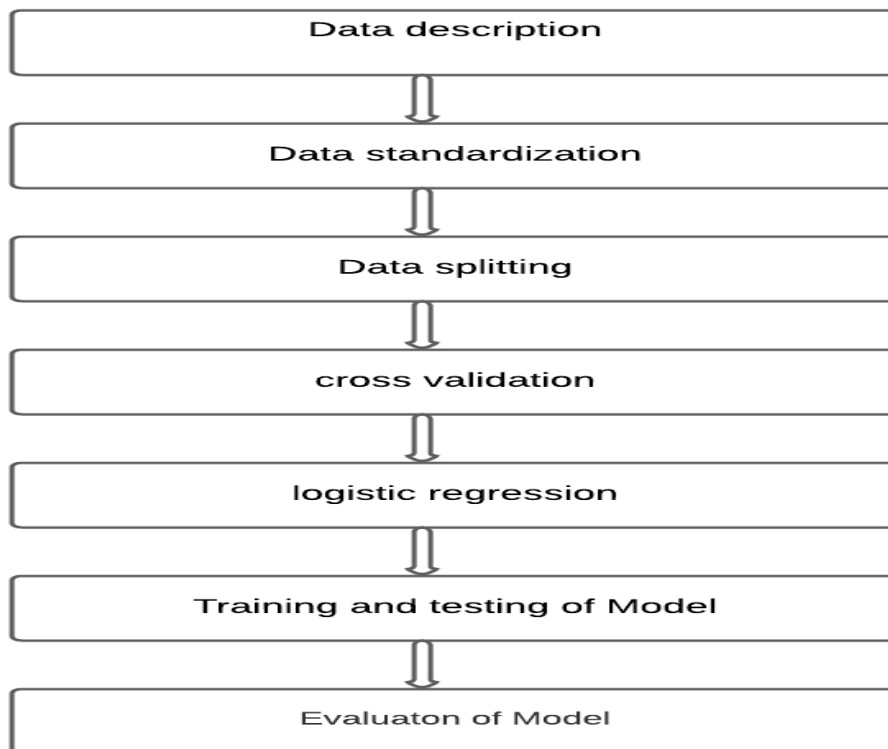 Data description
Data standardization
Data splitting
cross validation
logistic regression
Training and testing of Model
Evaluaton of Model